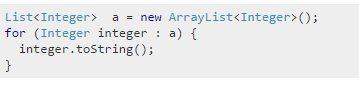 List<Integer>  a = new ArrayList<Integer>();
for (Integer integer : a) {
  integer.toString();
}